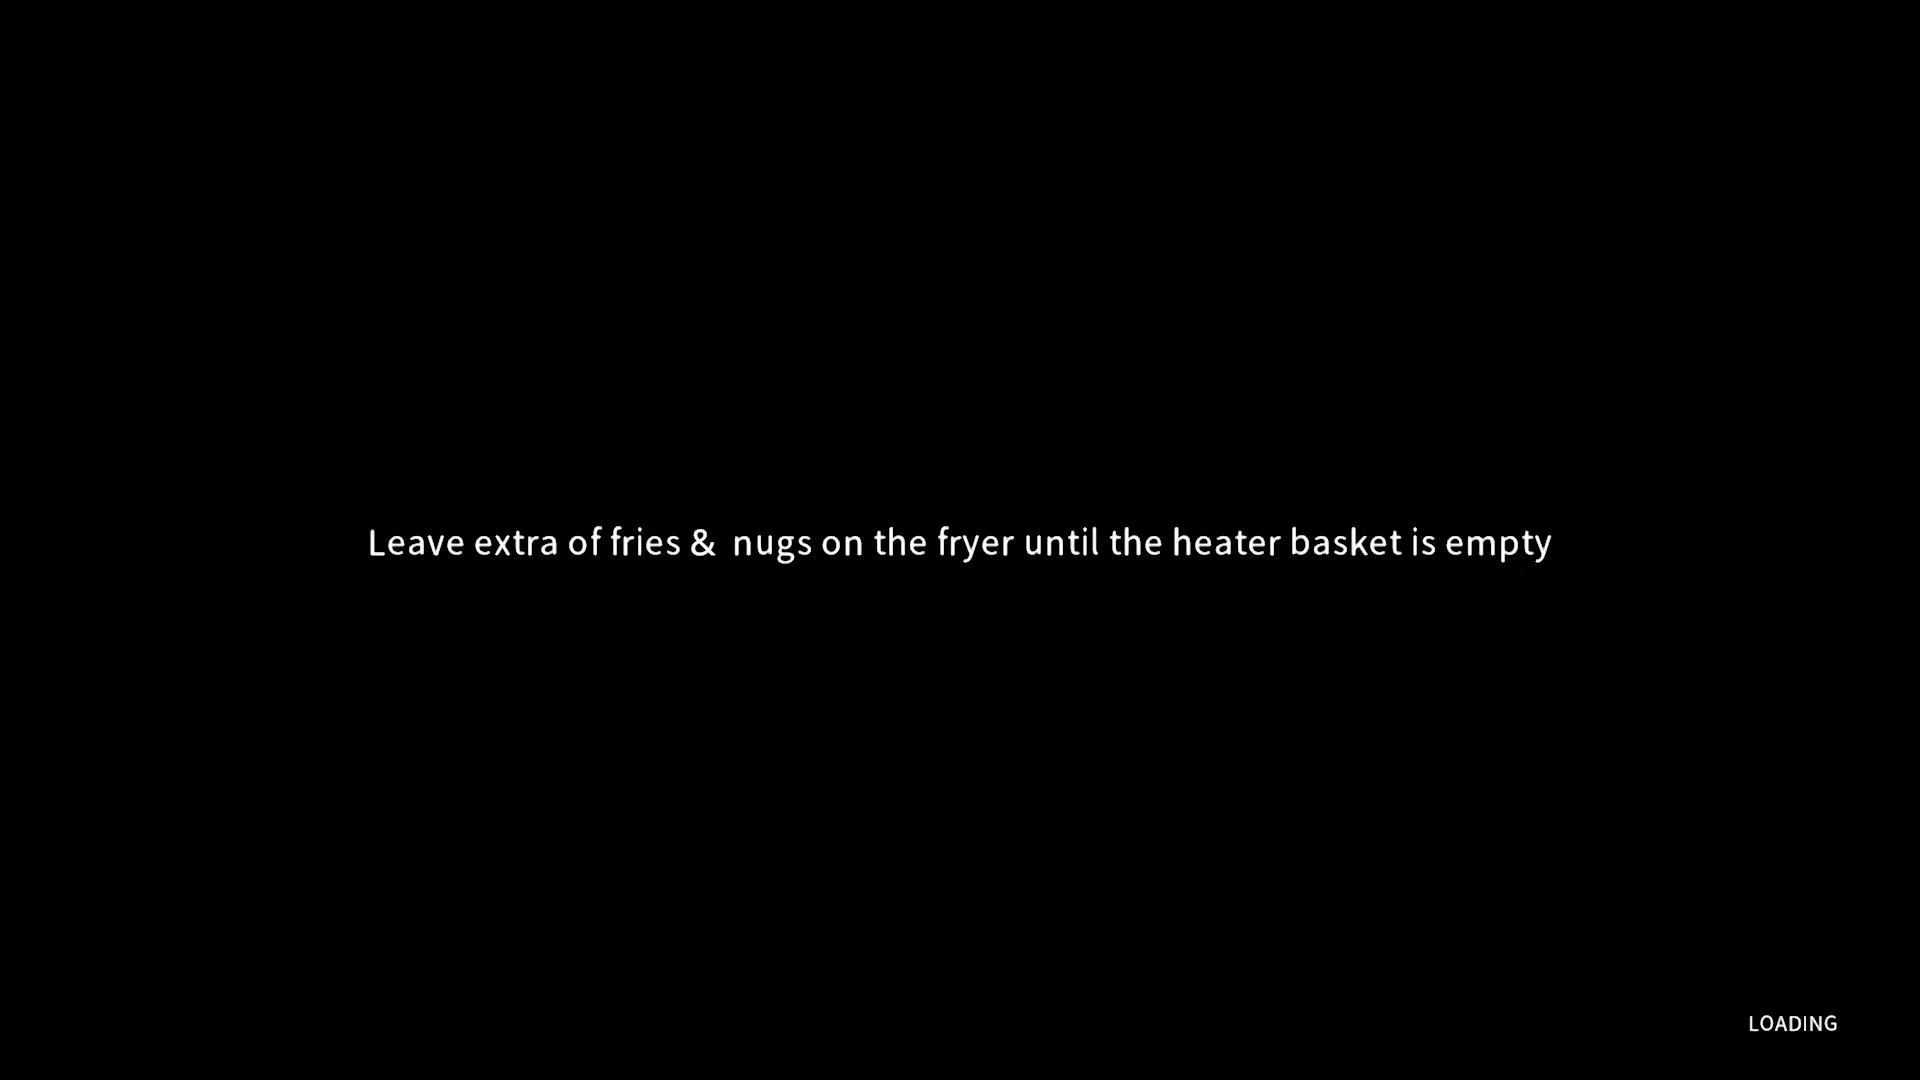 Leave extra of fries & nugs on the fryer until the heater basket is empty
LOADING